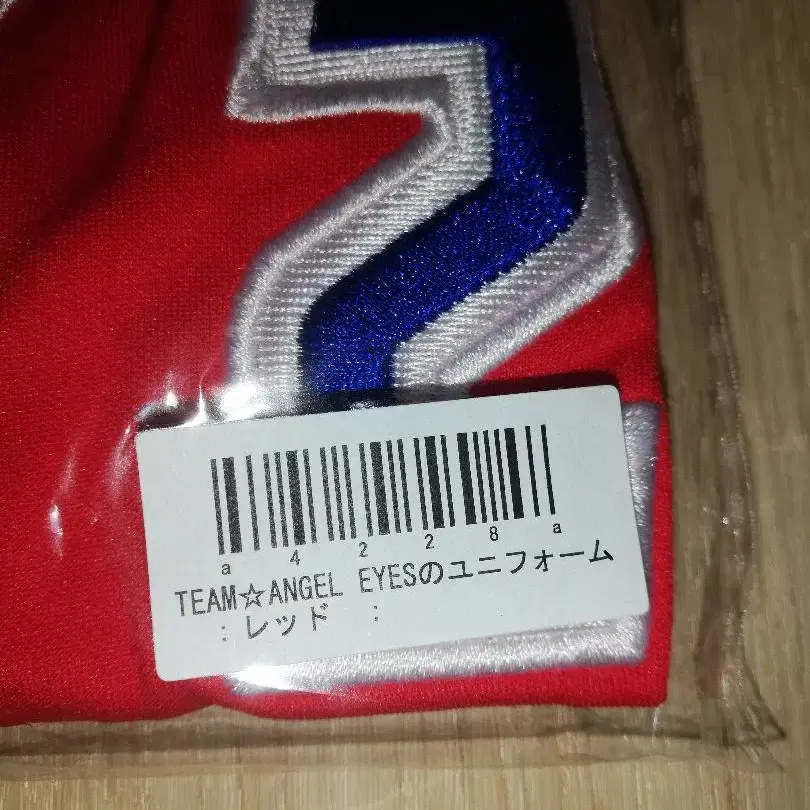 a 4 2 2 8 a
TEAM☆ANGEL EYESのユニフォーム
：レッド　：